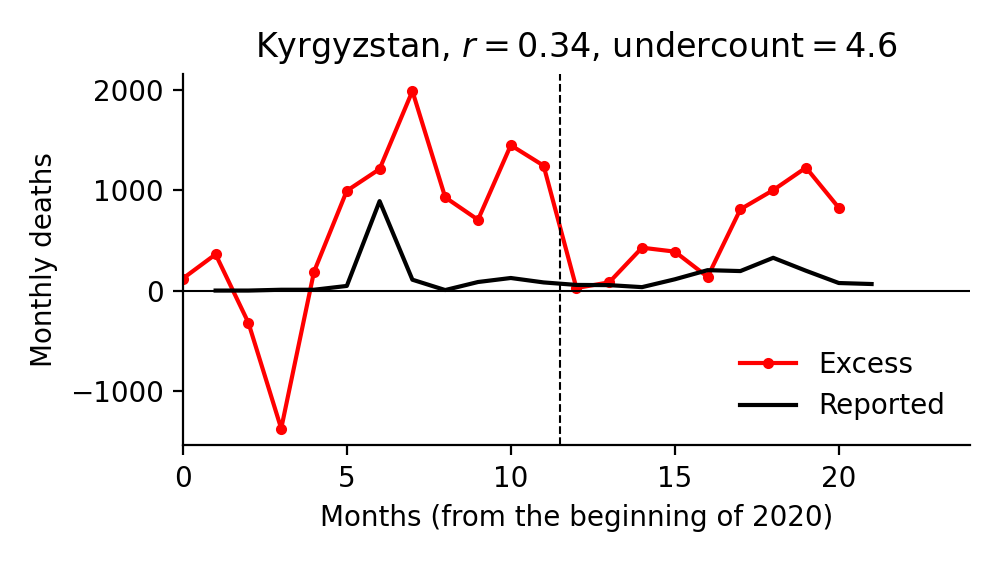 Kyrgyzstan, r = 0.34, undercount = 4.6
Monthly deaths
2000
1000
0
−1000
Excess
Reported
0 5 10 15 20
Months (from the beginning of 2020)